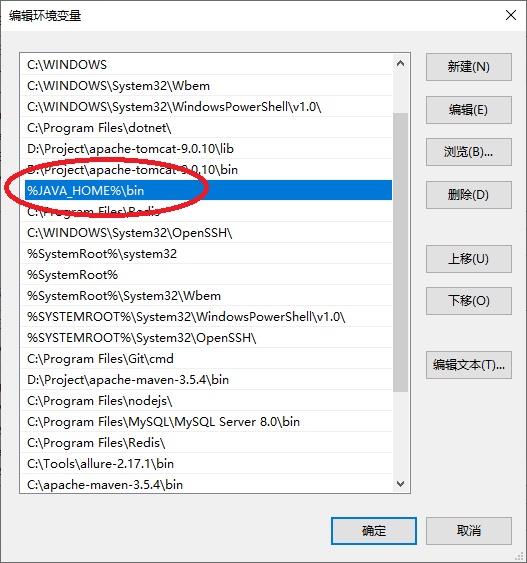 编辑环境变量
C:\WINDOWS
C:\WINDOWS\System32\Wbem
C:\WINDOWS\System32\WindowsPowerShell\v1.0\
C:\Program Files\dotnet\
D:\Project\apache-tomcat-9.0.10\lib
D:\Project\apache-tomcat-9.0.10\bin
%JAVA_HOME%\bin
C:\Program Files\Redis
C:\WINDOWS\System32\OpenSSH\
%SystemRoot%\system32
%SystemRoot%
%SystemRoot%\System32\Wbem
%SYSTEMROOT%\System32\WindowsPowerShell\v1.0\
%SYSTEMROOT%\System32\OpenSSH\
C:\Program Files\Git\cmd
D:\Project\apache-maven-3.5.4\bin
C:\Program Files\nodejs\
C:\Program Files\MySQL\MySQL Server 8.0\bin
C:\Program Files\Redis\
C:\Tools\allure-2.17.1\bin
C:\apache-maven-3.5.4\bin
新建(N)
编辑(E)
浏览(B)...
删除(D)
上移(U)
下移(O)
编辑文本(T)...
确定
取消